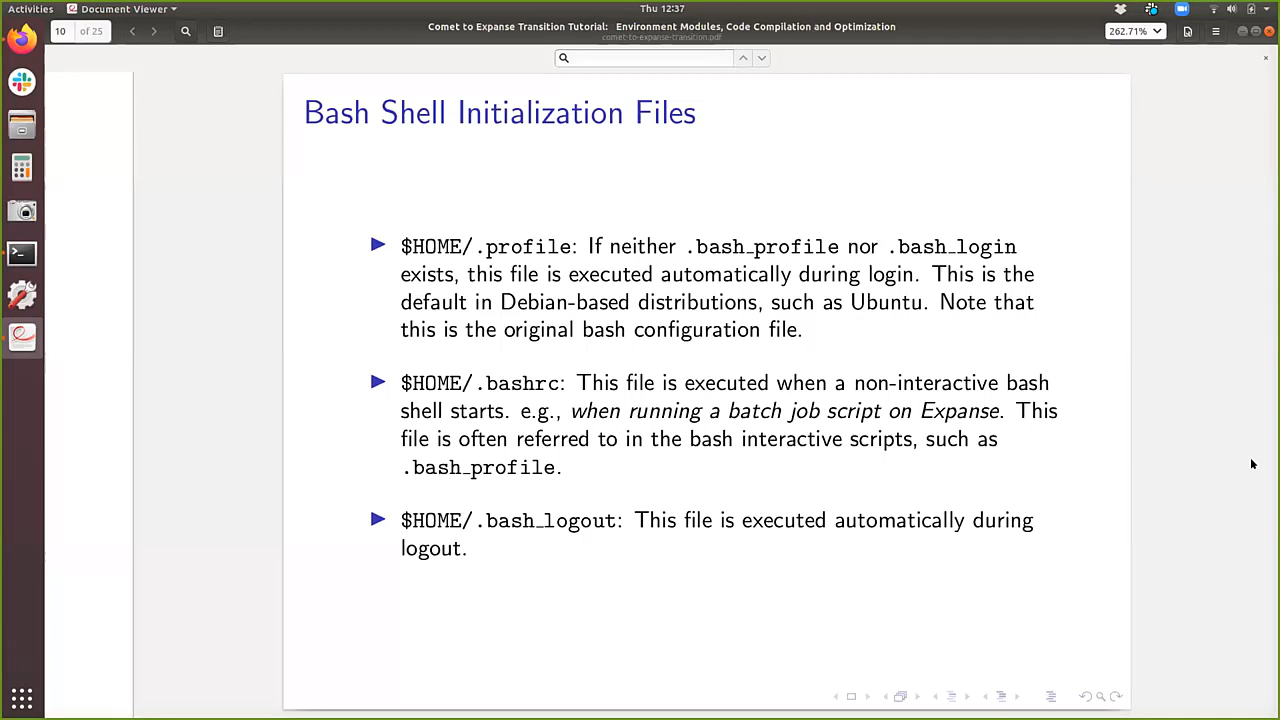 Activities
Document Viewer
Thu 12:37
10 of 25
Comet to Expanse Transition Tutorial: Environment Modules, Code Compilation and Optimization
comet-to-expanse-transition.pdf
262.71%
Bash Shell Initialization Files
$HOME/.profile: If neither .bash_profile nor .bash_login
exists, this file is executed automatically during login. This is the
default in Debian-based distributions, such as Ubuntu. Note that
this is the original bash configuration file.
$HOME/.bashrc: This file is executed when a non-interactive bash
shell starts. e.g., when running a batch job script on Expanse. This
file is often referred to in the bash interactive scripts, such as
.bash_profile.
$HOME/.bash_logout: This file is executed automatically during
logout.